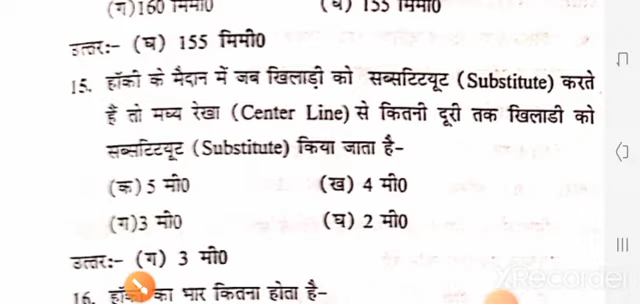 (ग)160 मिमी0 (घ) 155 मिमी0
उत्तर:- (घ) 155 मिमी0
15. हॉकी के मैदान में जब खिलाड़ी को सब्सटिटियूट (Substitute) करते
हैं तो मध्य रेखा (Center Line) से कितनी दूरी तक खिलाडी को
सब्सटिटयूट (Substitute) किया जाता है-
(क) 5 मी0 (ख) 4 मी0
(ग)3 मी0 (घ) 2 मी0
उत्तर:- (ग) 3 मी0
16. हॉकी का भार कितना होता है-
XRecorder